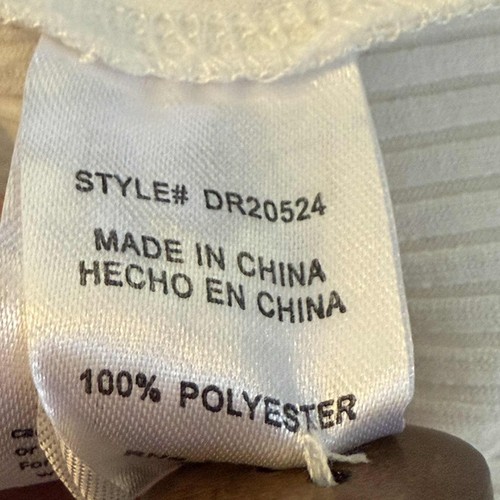 STYLE# DR20524
MADE IN CHINA
HECHO EN CHINA
100% POLYESTER